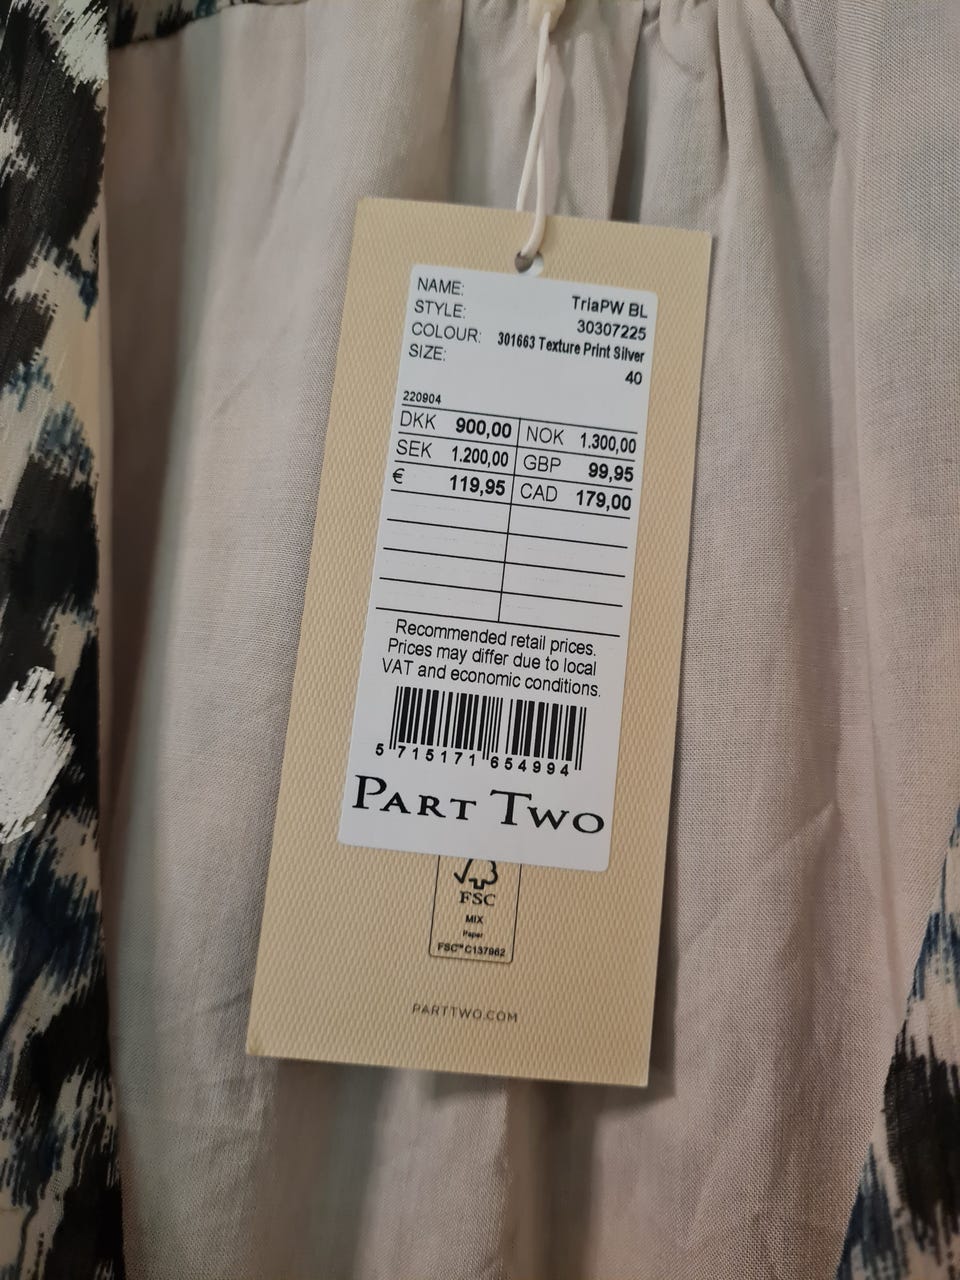 NAME: TriaPW BL
STYLE: 30307225
COLOUR: 301663 Texture Print Silver
SIZE: 40
220904
DKK 900,00 NOK 1.300,00
SEK 1.200,00 GBP 99,95
€ 119,95 CAD 179,00
Recommended retail prices.
Prices may differ due to local
VAT and economic conditions.
5 715171 654994
PART TWO
FSC
MIX
Paper
FSC™ C137962
PARTTWO.COM